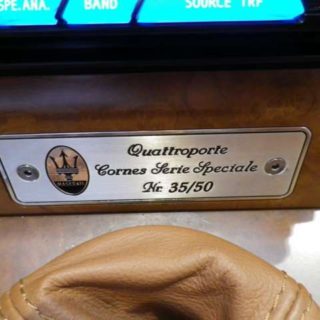 SPE.ANA. BAND SOURCE TRF
Quattroporte
Cornes Serie Speciale
Nr. 35/50
MASERATI